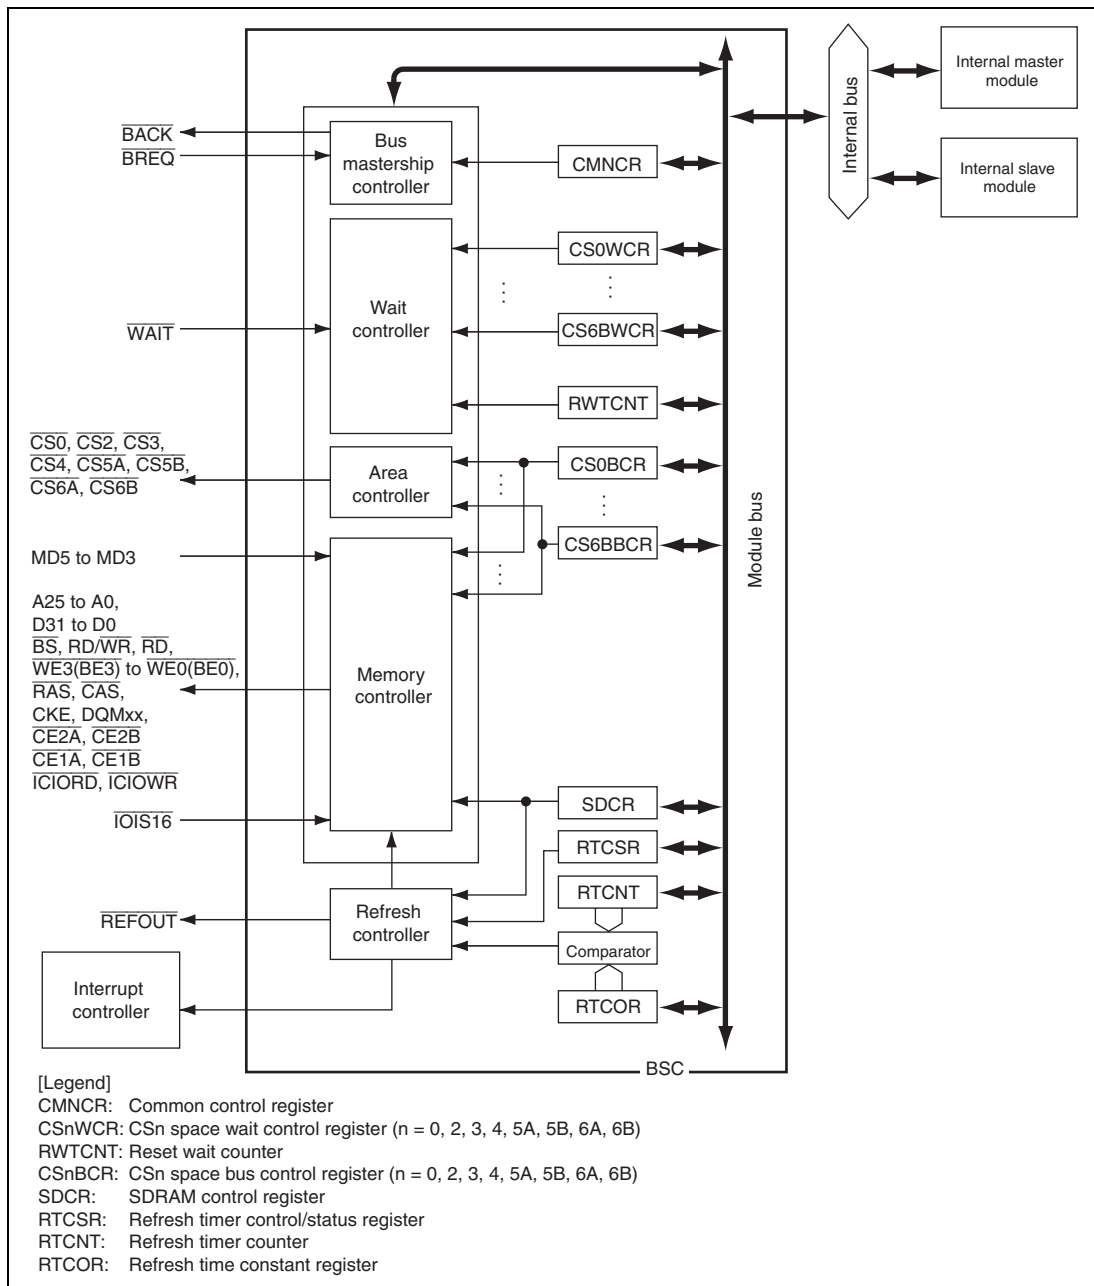 Internal bus
Internal master
module
Internal slave
module
BACK
BREQ
Bus
mastership
controller
CMNCR
CS0WCR
WAIT
Wait
controller
CS6BWCR
RWTCNT
CS0, CS2, CS3,
CS4, CS5A, CS5B,
CS6A, CS6B
Area
controller
CS0BCR
CS6BBCR
Module bus
MD5 to MD3
A25 to A0,
D31 to D0
BS, RD/WR, RD,
WE3(BE3) to WE0(BE0),
RAS, CAS,
CKE, DQMxx,
CE2A, CE2B
CE1A, CE1B
ICIORD, ICIOWR
Memory
controller
IOIS16
SDCR
RTCSR
RTCNT
REFOUT
Refresh
controller
Comparator
RTCOR
Interrupt
controller
BSC
[Legend]
CMNCR: Common control register
CSnWCR: CSn space wait control register (n = 0, 2, 3, 4, 5A, 5B, 6A, 6B)
RWTCNT: Reset wait counter
CSnBCR: CSn space bus control register (n = 0, 2, 3, 4, 5A, 5B, 6A, 6B)
SDCR: SDRAM control register
RTCSR: Refresh timer control/status register
RTCNT: Refresh timer counter
RTCOR: Refresh time constant register